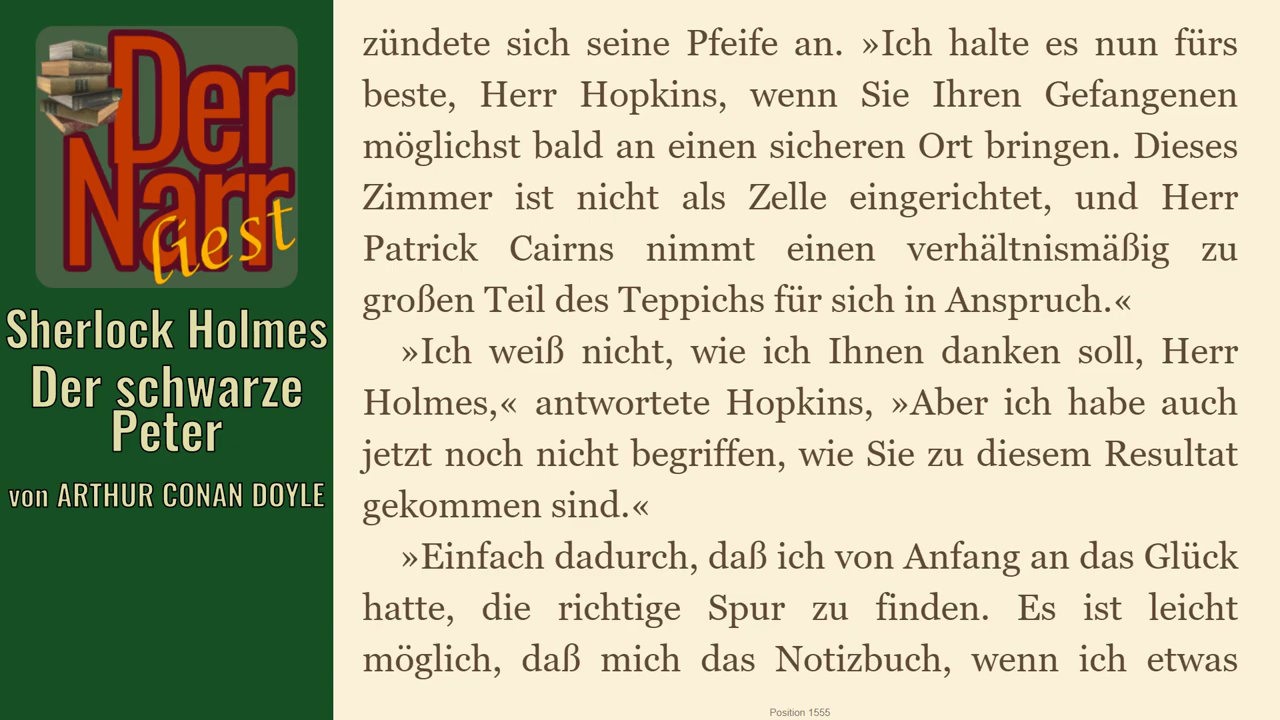 Der
Narr
liest
Sherlock Holmes
Der schwarze
Peter
von ARTHUR CONAN DOYLE
zündete sich seine Pfeife an. »Ich halte es nun fürs
beste, Herr Hopkins, wenn Sie Ihren Gefangenen
möglichst bald an einen sicheren Ort bringen. Dieses
Zimmer ist nicht als Zelle eingerichtet, und Herr
Patrick Cairns nimmt einen verhältnismäßig zu
großen Teil des Teppichs für sich in Anspruch.«
»Ich weiß nicht, wie ich Ihnen danken soll, Herr
Holmes,« antwortete Hopkins, »Aber ich habe auch
jetzt noch nicht begriffen, wie Sie zu diesem Resultat
gekommen sind.«
»Einfach dadurch, daß ich von Anfang an das Glück
hatte, die richtige Spur zu finden. Es ist leicht
möglich, daß mich das Notizbuch, wenn ich etwas
Position 1555